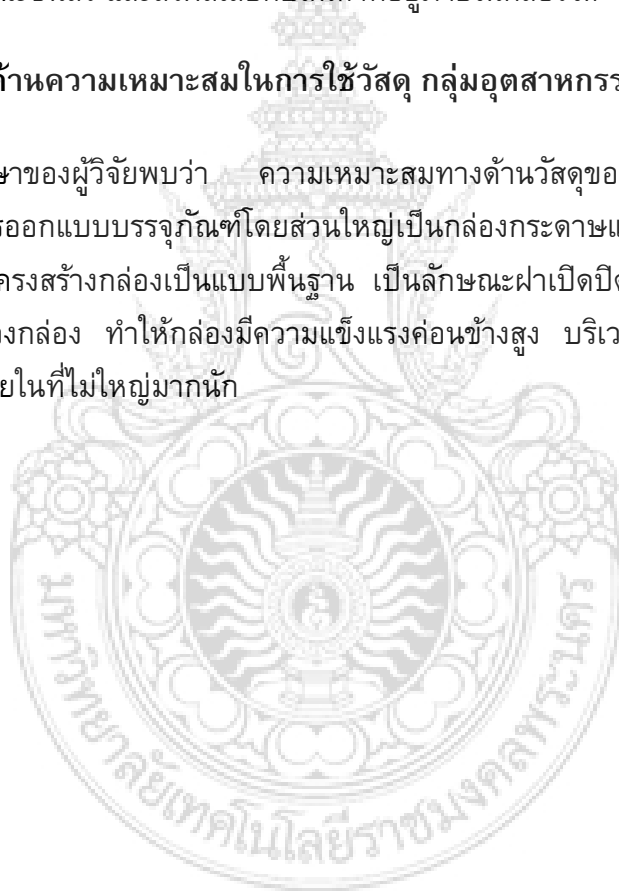 ้านความเหมาะสมในการใช้วัสดุ กลุ่มอุตสาหกรร
ษาของผู้วิจัยพบว่า ความเหมาะสมทางด้านวัสดุขอ
รออกแบบบรรจุภัณฑ์โดยส่วนใหญ่เป็นกล่องกระดาษแ
ครงสร้างกล่องเป็นแบบพื้นฐาน เป็นลักษณะฝาเปิดปิด
องกล่อง ทำให้กล่องมีความแข็งแรงค่อนข้างสูง บริเว
ยในที่ไม่ใหญ่มากนัก
มหาวิทยาลัยเทคโนโลยีราชมงคลพระนคร